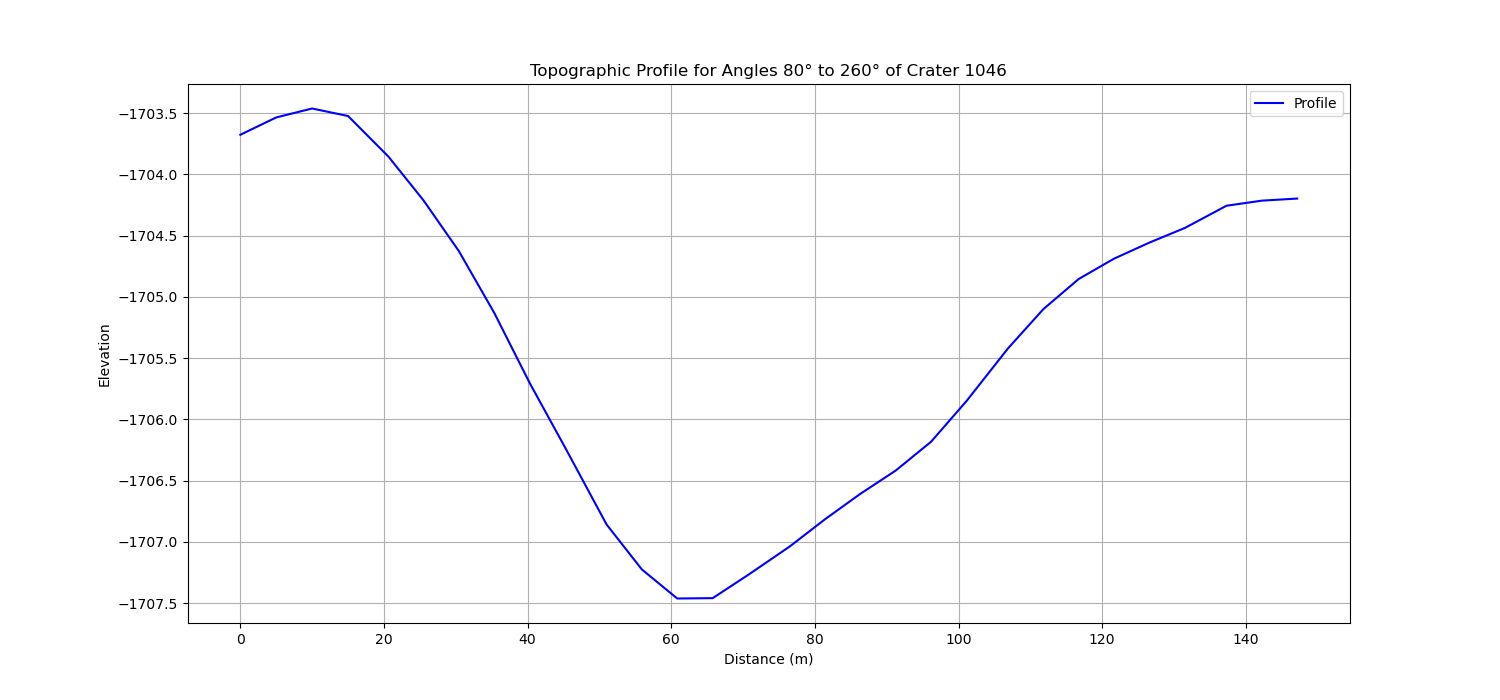 Topographic Profile for Angles 80° to 260° of Crater 1046
Profile
−1703.5
−1704.0
−1704.5
−1705.0
−1705.5
−1706.0
−1706.5
−1707.0
−1707.5
Elevation
0 20 40 60 80 100 120 140
Distance (m)